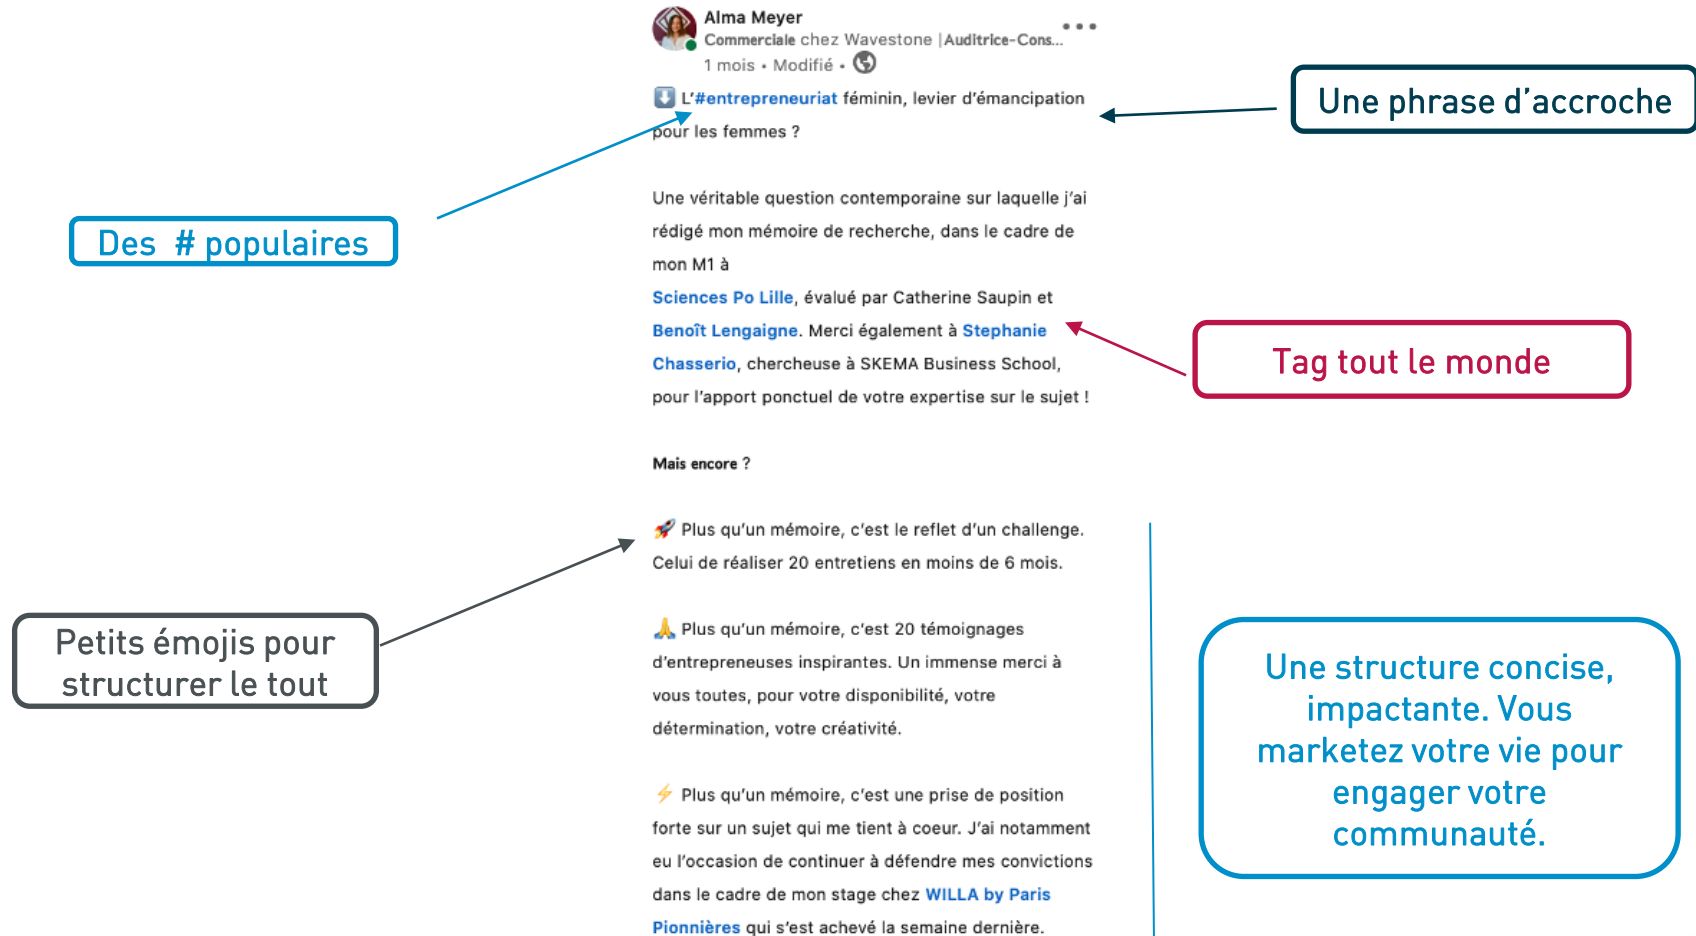 Alma Meyer
Commerciale chez Wavestone |Auditrice-Cons...
1 mois • Modifié •
L'#entrepreneuriat féminin, levier d'émancipation
pour les femmes ?
Une phrase d'accroche
Des # populaires
Une véritable question contemporaine sur laquelle j'ai
rédigé mon mémoire de recherche, dans le cadre de
mon M1 à
Sciences Po Lille, évalué par Catherine Saupin et
Benoît Lengaigne. Merci également à Stephanie
Chasserio, chercheuse à SKEMA Business School,
pour l'apport ponctuel de votre expertise sur le sujet !
Tag tout le monde
Mais encore ?
🚀 Plus qu'un mémoire, c'est le reflet d'un challenge.
Celui de réaliser 20 entretiens en moins de 6 mois.
Petits émojis pour
structurer le tout
🙏 Plus qu'un mémoire, c'est 20 témoignages
d'entrepreneuses inspirantes. Un immense merci à
vous toutes, pour votre disponibilité, votre
détermination, votre créativité.
Une structure concise,
impactante. Vous
marketez votre vie pour
engager votre
communauté.
⚡ Plus qu'un mémoire, c'est une prise de position
forte sur un sujet qui me tient à coeur. J'ai notamment
eu l'occasion de continuer à défendre mes convictions
dans le cadre de mon stage chez WILLA by Paris
Pionnières qui s'est achevé la semaine dernière.